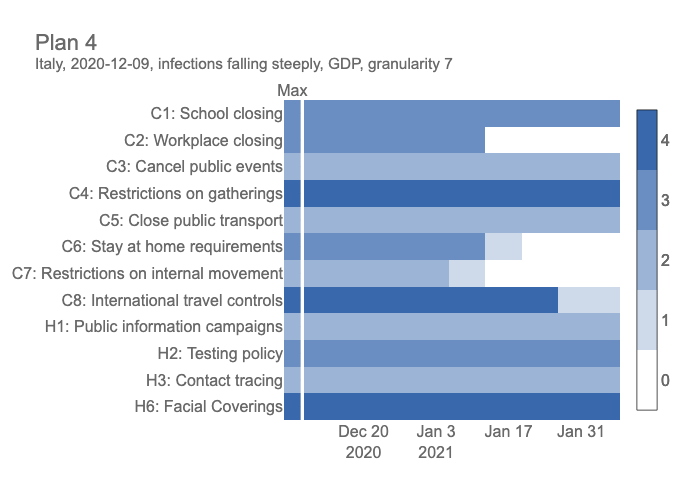 Plan 4
Italy, 2020-12-09, infections falling steeply, GDP, granularity 7
Max
C1: School closing
C2: Workplace closing
C3: Cancel public events
C4: Restrictions on gatherings
C5: Close public transport
C6: Stay at home requirements
C7: Restrictions on internal movement
C8: International travel controls
H1: Public information campaigns
H2: Testing policy
H3: Contact tracing
H6: Facial Coverings
4
3
2
1
0
Dec 20 Jan 3 Jan 17 Jan 31
2020 2021